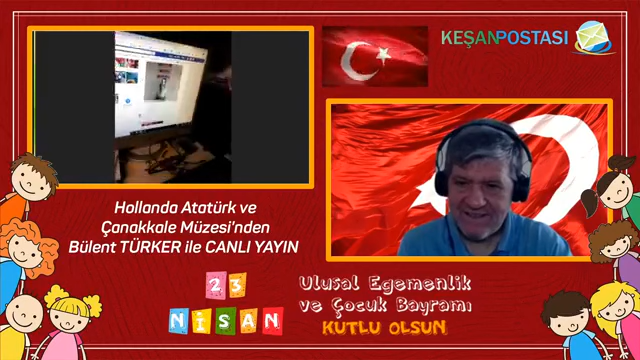 KEŞANPOSTASI
Hollanda Atatürk ve
Çanakkale Müzesi'nden
Bülent TÜRKER ile CANLI YAYIN
23
NİSAN
Ulusal Egemenlik
ve Çocuk Bayramı
KUTLU OLSUN